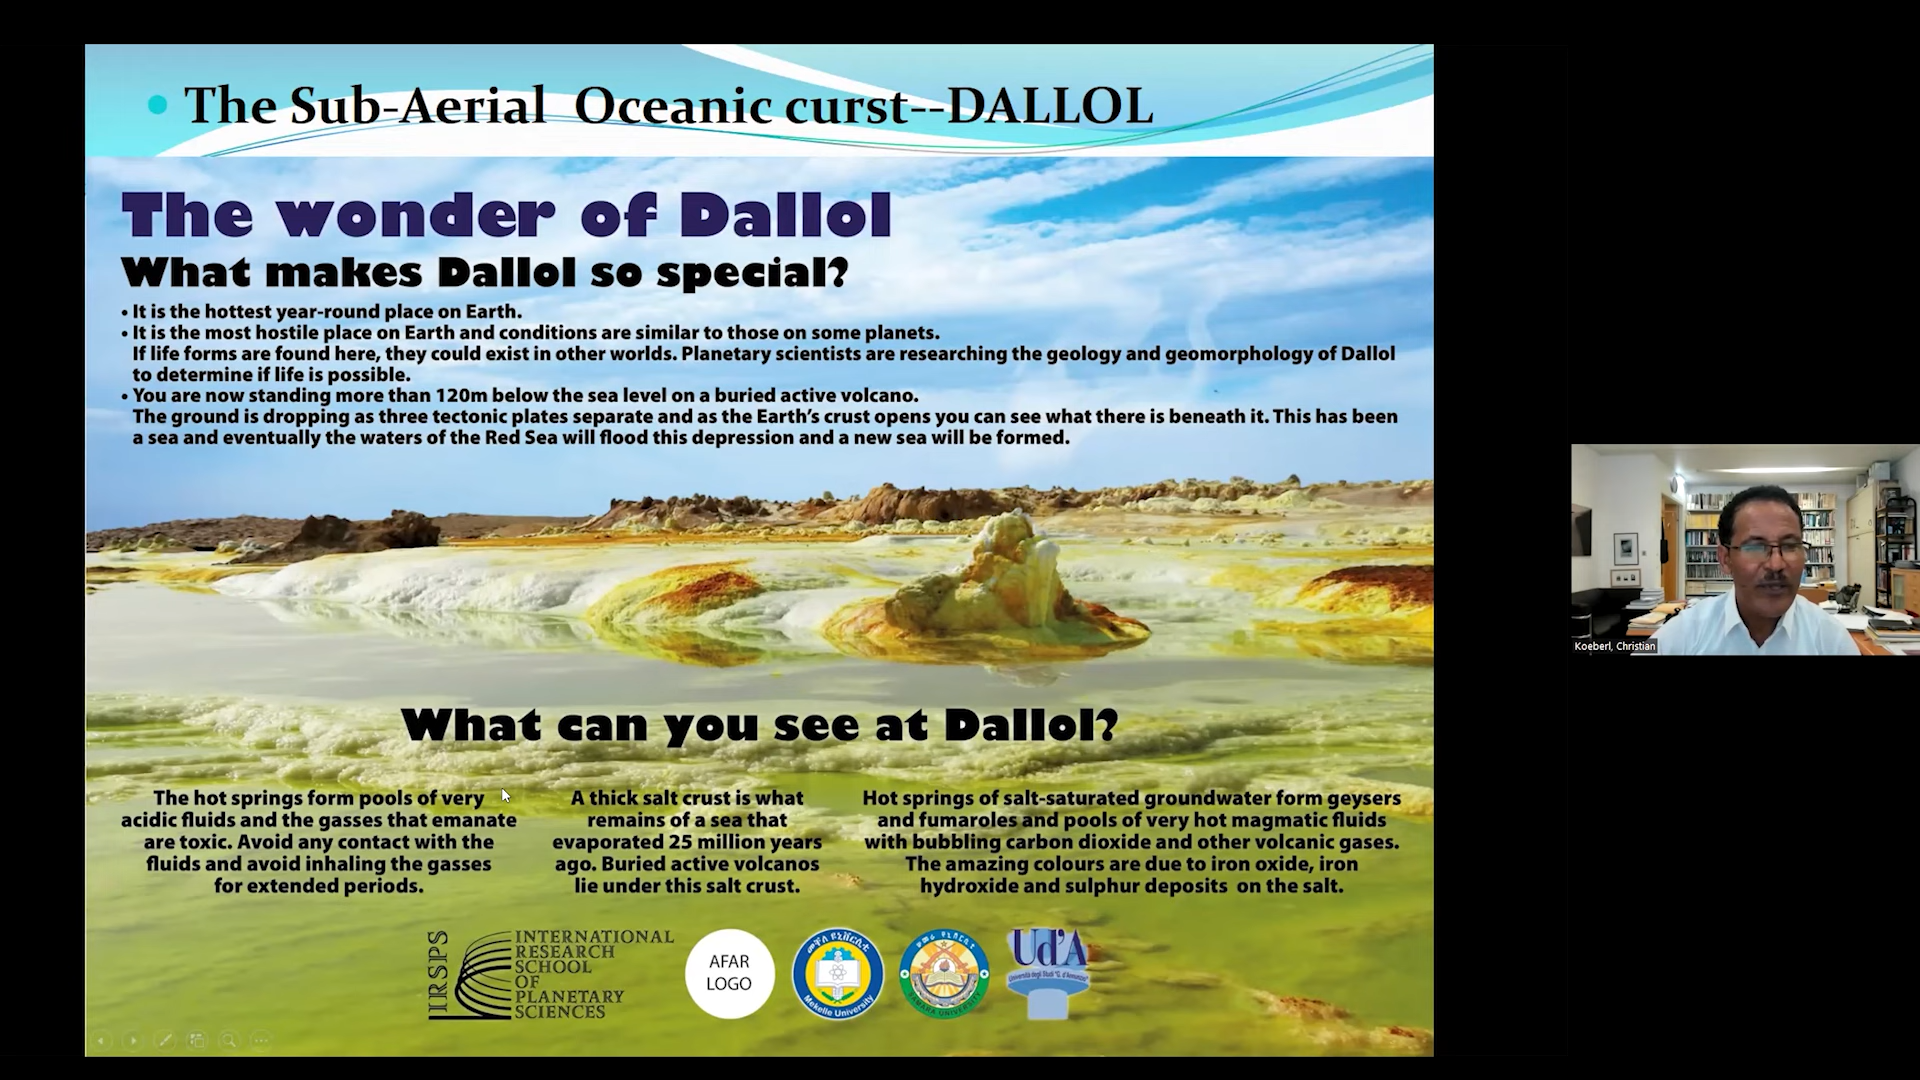 • The Sub-Aerial Oceanic curst--DALLOL
The wonder of Dallol
What makes Dallol so special?
• It is the hottest year-round place on Earth.
• It is the most hostile place on Earth and conditions are similar to those on some planets.
If life forms are found here, they could exist in other worlds. Planetary scientists are researching the geology and geomorphology of Dallol
to determine if life is possible.
• You are now standing more than 120m below the sea level on a buried active volcano.
The ground is dropping as three tectonic plates separate and as the Earth's crust opens you can see what there is beneath it. This has been
a sea and eventually the waters of the Red Sea will flood this depression and a new sea will be formed.
What can you see at Dallol?
The hot springs form pools of very
acidic fluids and the gasses that emanate
are toxic. Avoid any contact with the
fluids and avoid inhaling the gasses
for extended periods.
A thick salt crust is what
remains of a sea that
evaporated 25 million years
ago. Buried active volcanos
lie under this salt crust.
Hot springs of salt-saturated groundwater form geysers
and fumaroles and pools of very hot magmatic fluids
with bubbling carbon dioxide and other volcanic gases.
The amazing colours are due to iron oxide, iron
hydroxide and sulphur deposits on the salt.
IRSPS
INTERNATIONAL
RESEARCH
SCHOOL
OF
PLANETARY
SCIENCES
AFAR
LOGO
መቐለ ዩኒቨርሲቲ
Mekelle University
SAMARA UNIVERSITY
Ud'A
Università degli Studi "G. d'Annunzio"
Koeberl, Christian